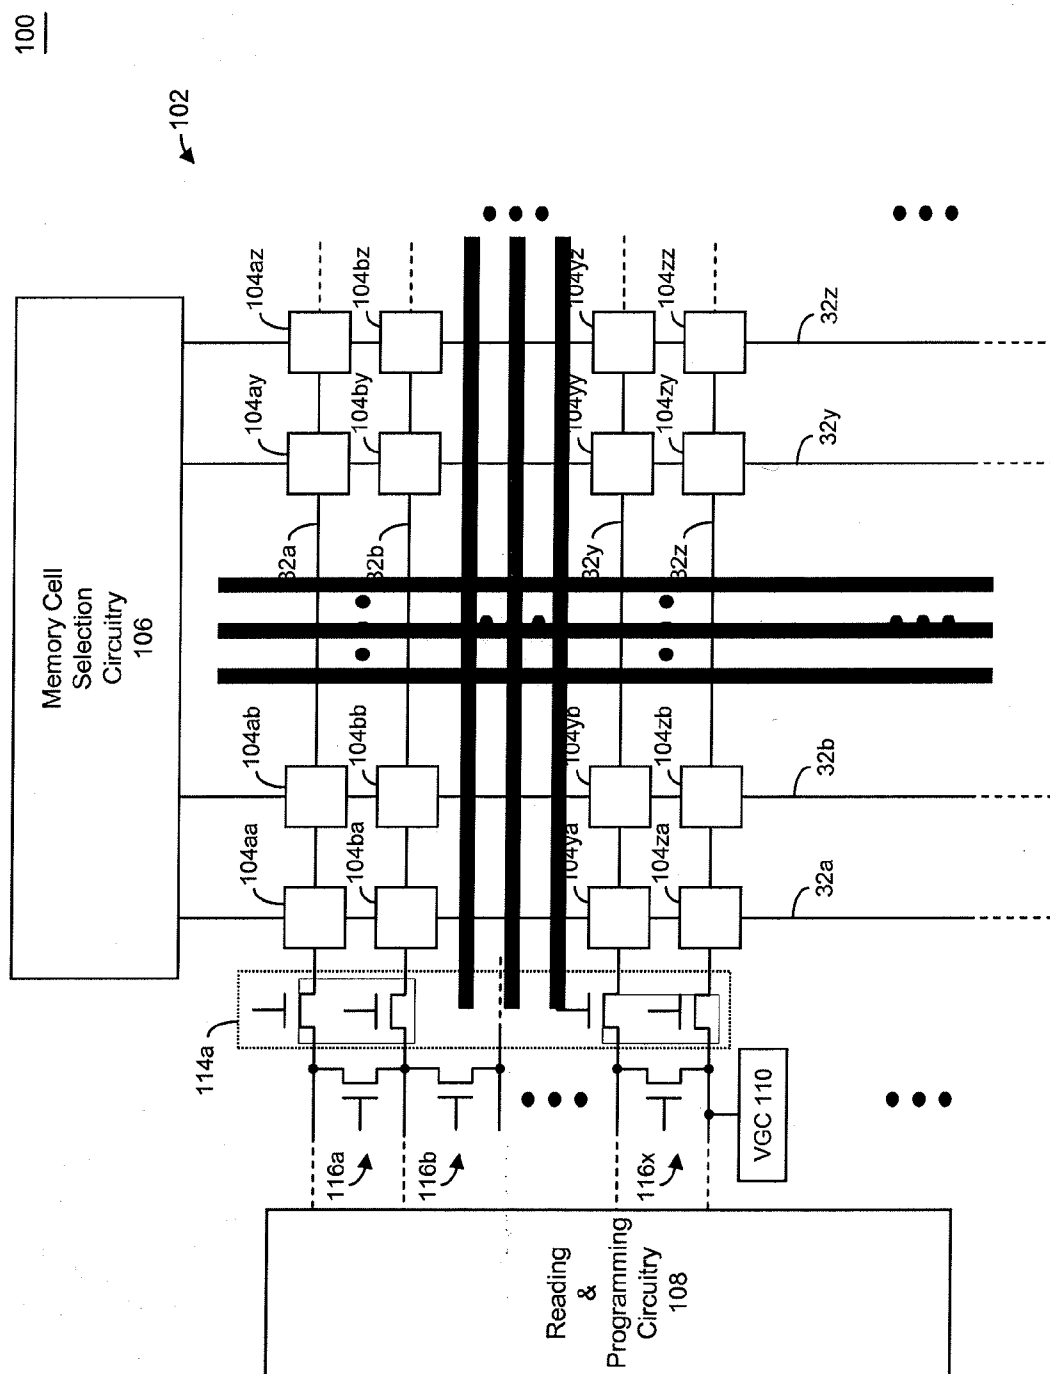 100
Memory Cell
Selection
Circuitry
106
102
114a
104aa
104ab
104ay
104az
32a
116a
104ba
104bb
104by
104bz
32b
116b
Reading
&
Programming
Circuitry
108
104ya
104yb
104yy
104yz
32y
116x
104za
104zb
104zy
104zz
32z
VGC 110
32a
32b
32y
32z